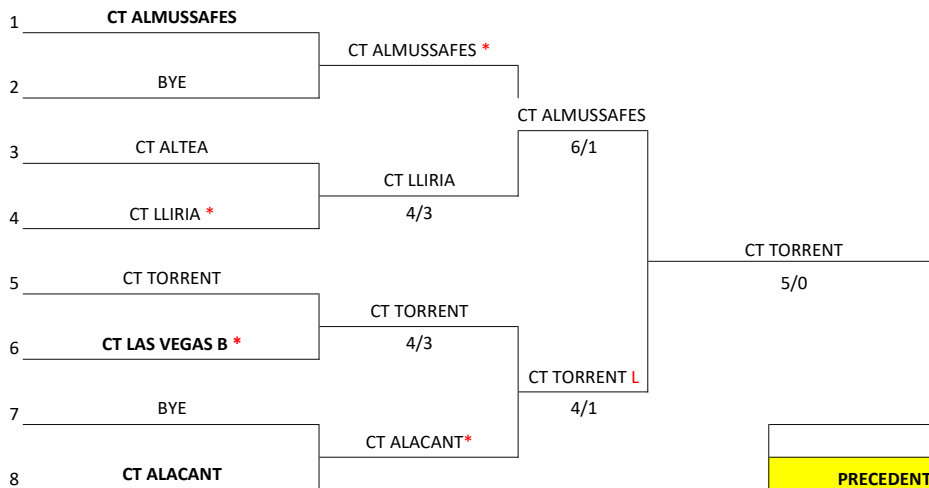 1 CT ALMUSSAFES
CT ALMUSSAFES *
2 BYE
CT ALMUSSAFES
6/1
3 CT ALTEA
CT LLIRIA
4/3
4 CT LLIRIA *
CT TORRENT
5/0
5 CT TORRENT
CT TORRENT
4/3
6 CT LAS VEGAS B *
CT TORRENT L
4/1
7 BYE
CT ALACANT*
8 CT ALACANT
PRECEDENT